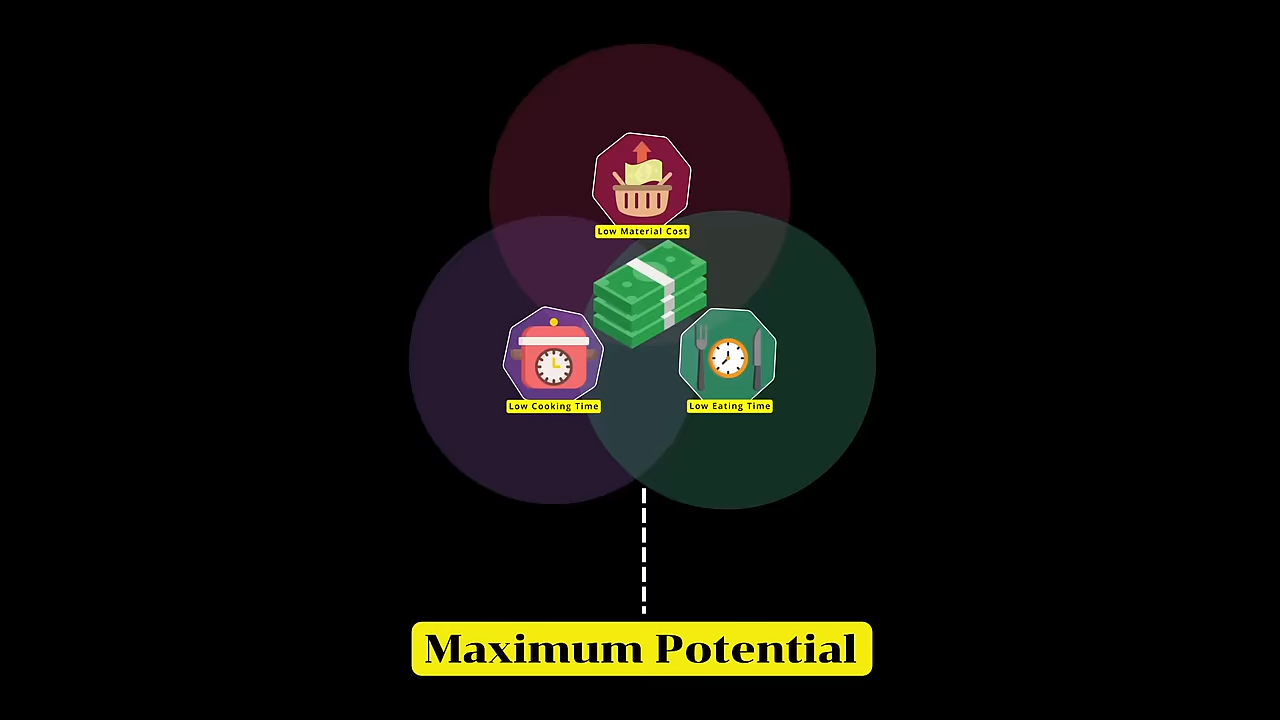 Low Material Cost
Low Cooking Time
Low Eating Time
Maximum Potential